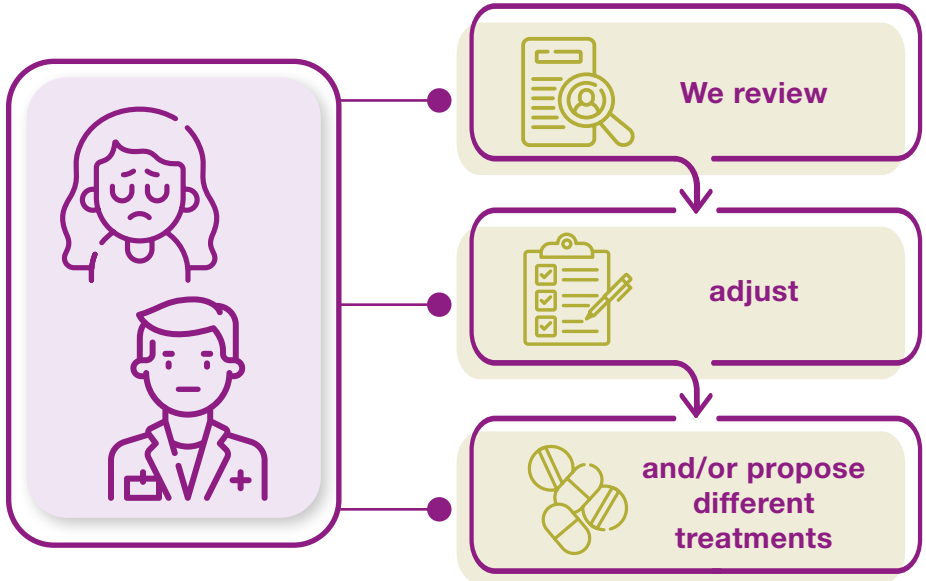 We review
adjust
and/or propose
different
treatments